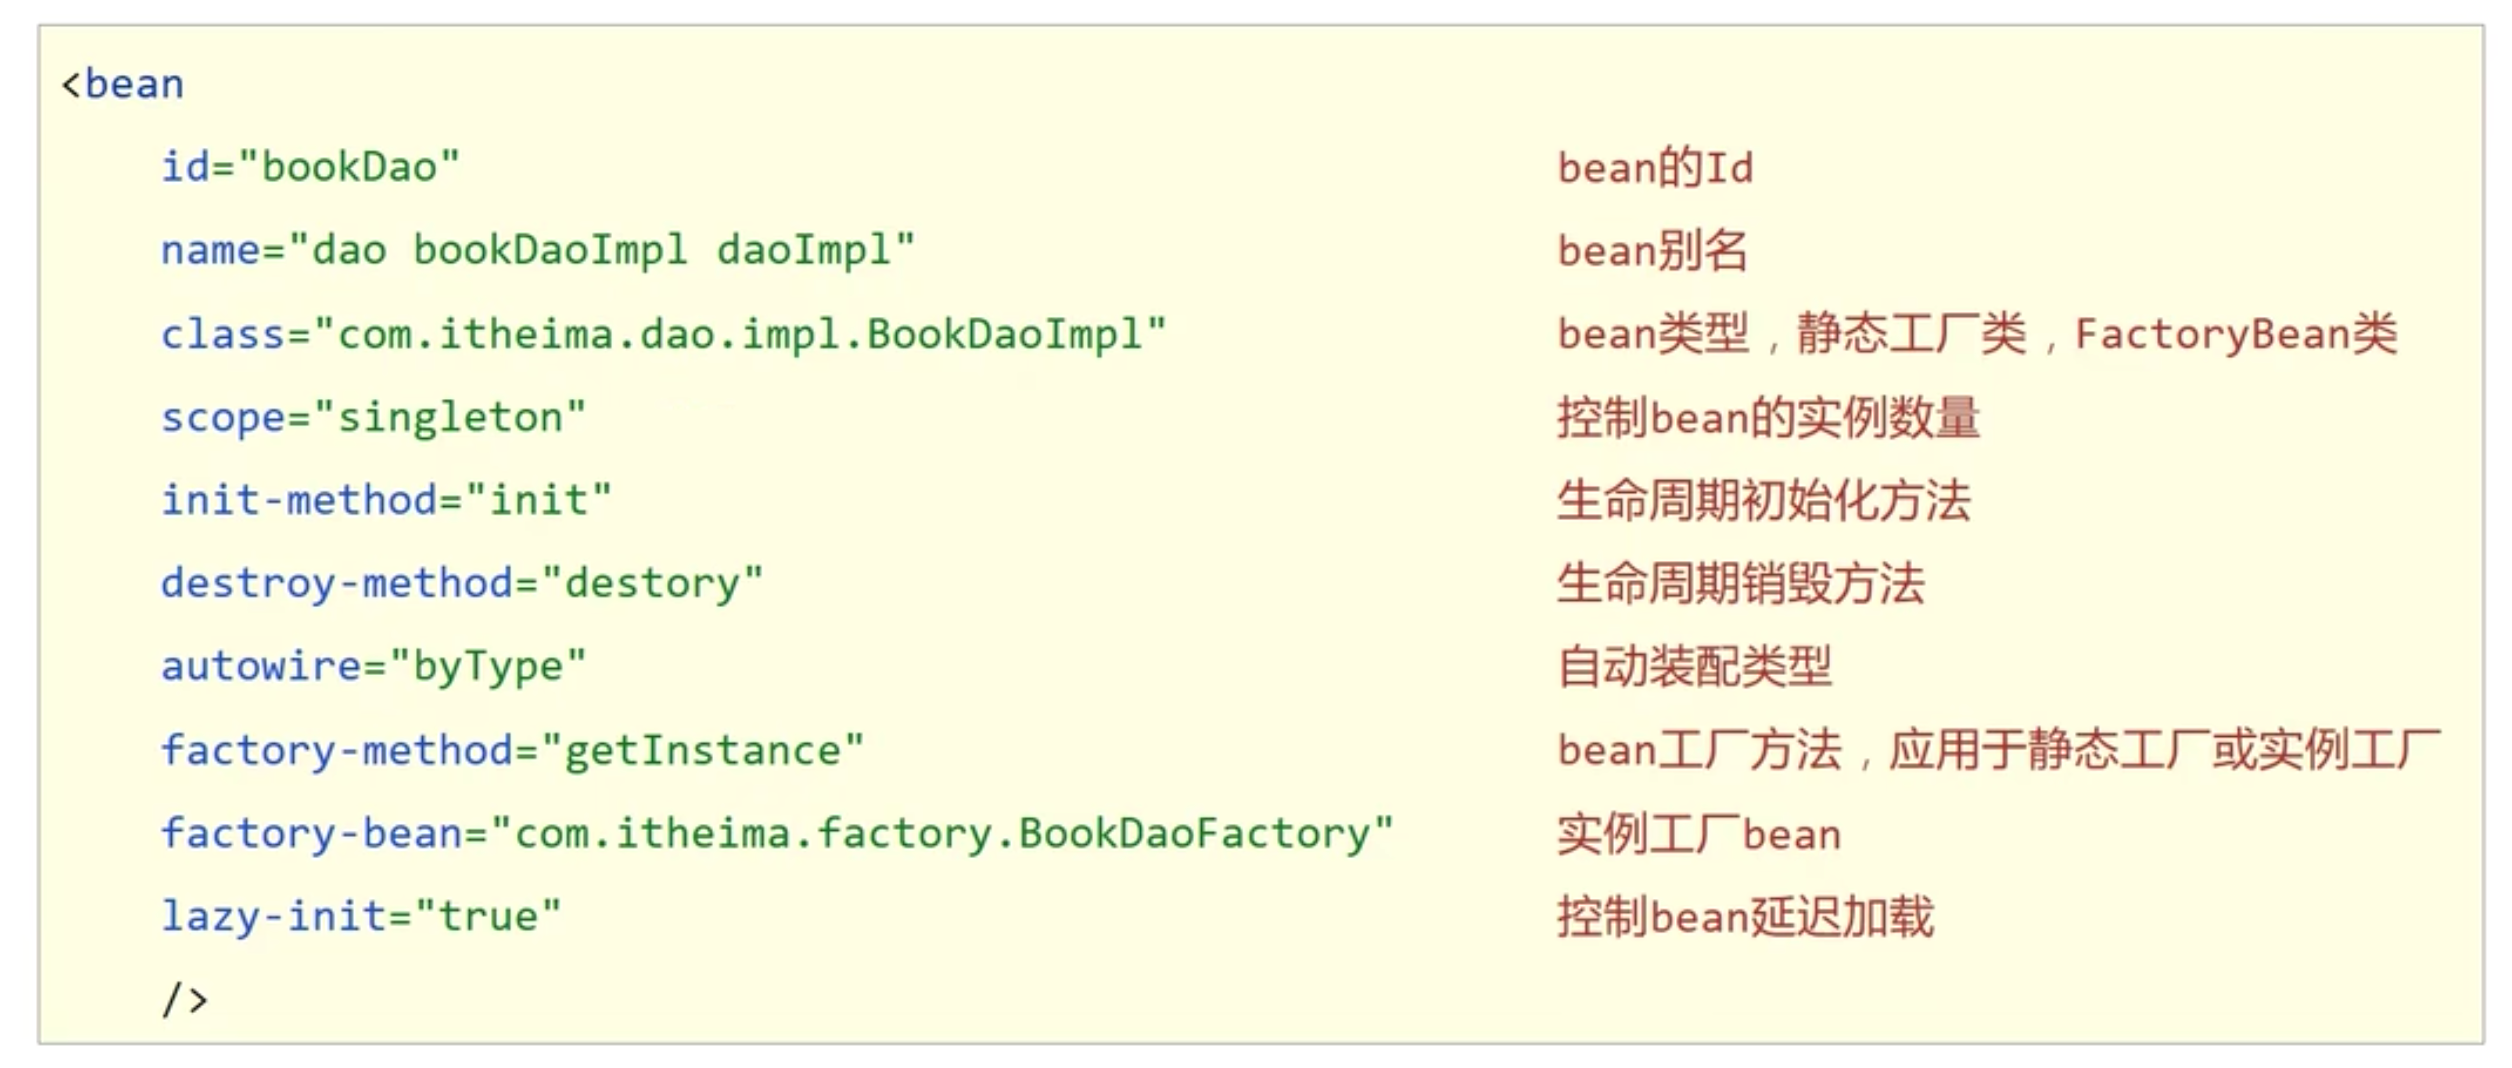 <bean
id="bookDao" bean的Id
name="dao bookDaoImpl daoImpl" bean别名
class="com.itheima.dao.impl.BookDaoImpl" bean类型，静态工厂类，FactoryBean类
scope="singleton" 控制bean的实例数量
init-method="init" 生命周期初始化方法
destroy-method="destory" 生命周期销毁方法
autowire="byType" 自动装配类型
factory-method="getInstance" bean工厂方法，应用于静态工厂或实例工厂
factory-bean="com.itheima.factory.BookDaoFactory" 实例工厂bean
lazy-init="true" 控制bean延迟加载
/>